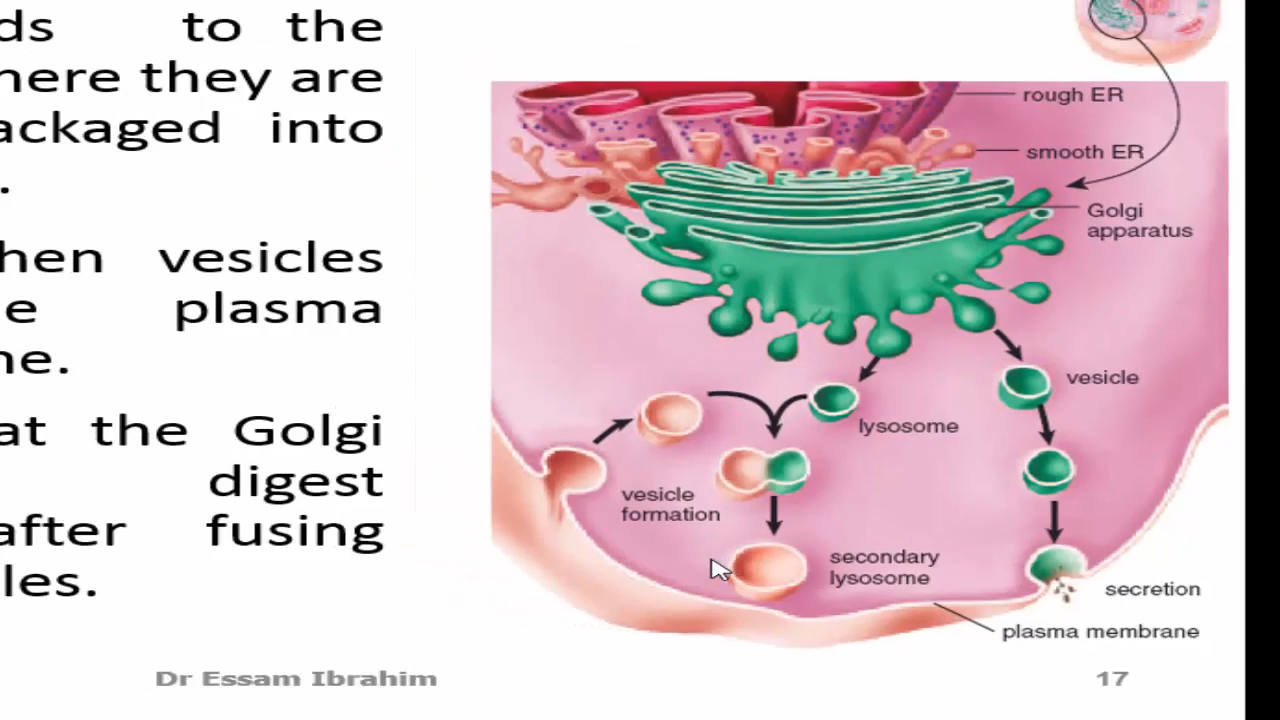 ds to the
here they are
ackaged into
.
hen vesicles
e plasma
ne.
at the Golgi
digest
after fusing
les.
rough ER
smooth ER
Golgi
apparatus
vesicle
lysosome
vesicle
formation
secondary
lysosome
secretion
plasma membrane
Dr Essam Ibrahim
17